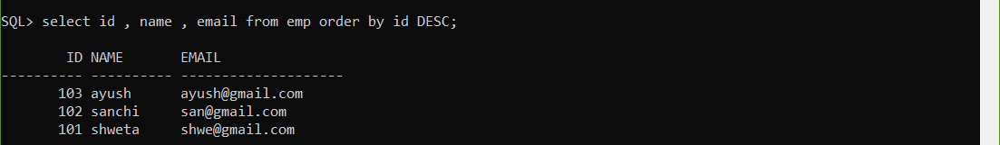 SQL> select id , name , email from emp order by id DESC;
        ID NAME       EMAIL
---------- ---------- --------------------
       103 ayush      ayush@gmail.com
       102 sanchi     san@gmail.com
       101 shweta     shwe@gmail.com